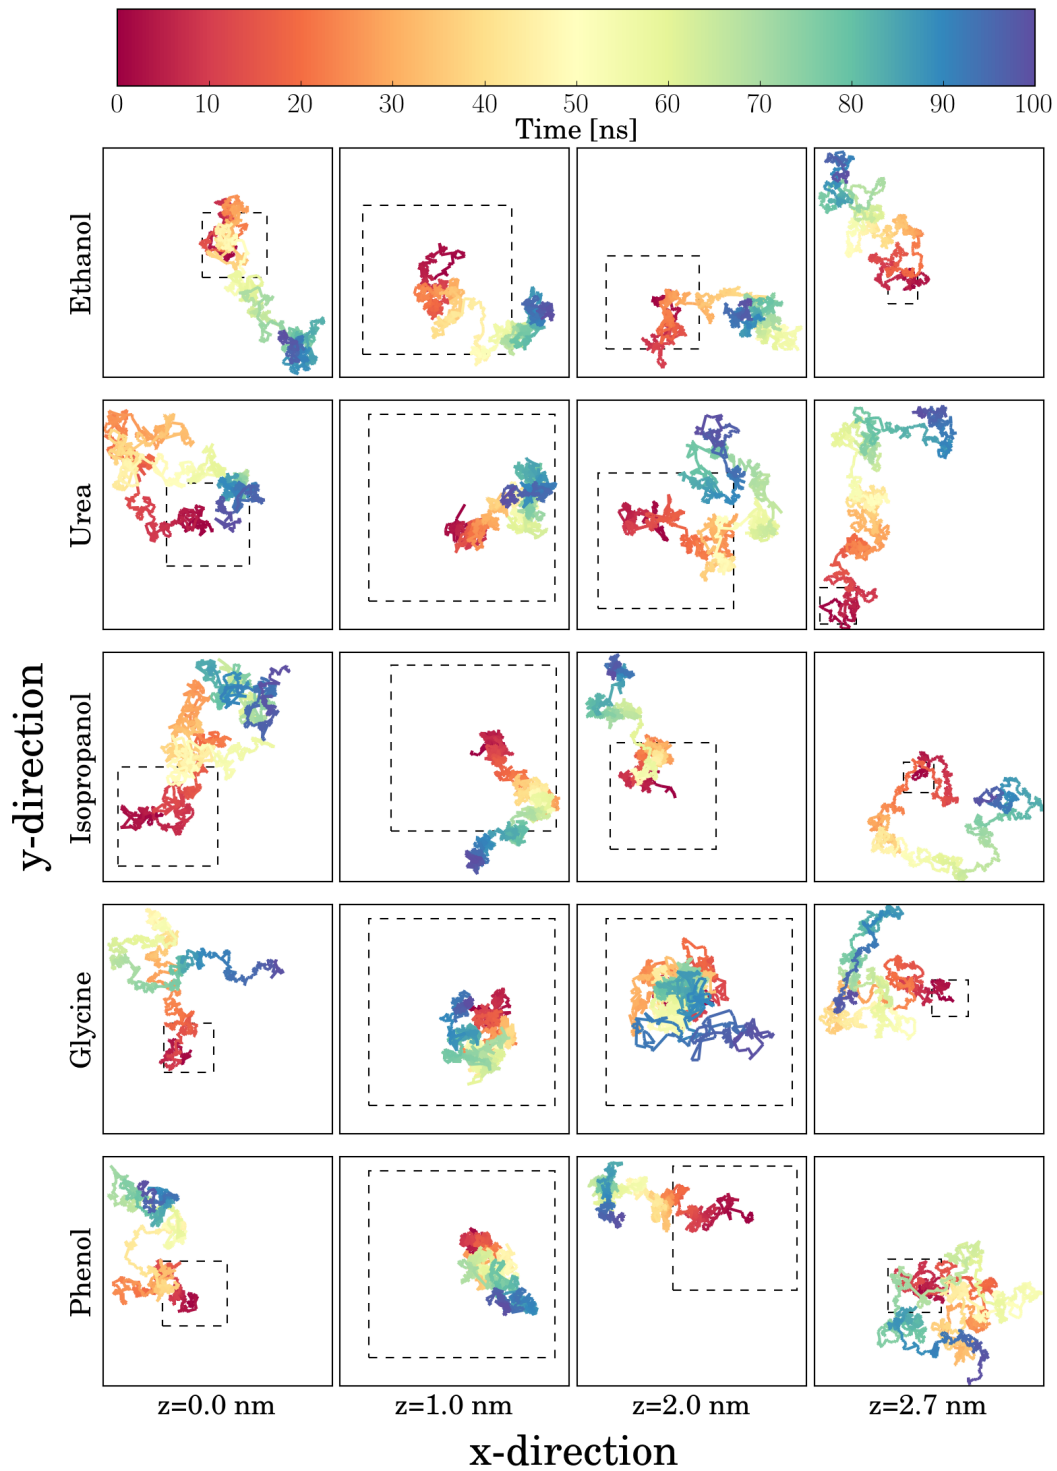 0 10 20 30 40 50 60 70 80 90 100
Time [ns]
Ethanol
Urea
Isopropanol
Glycine
Phenol
y-direction
z=0.0 nm z=1.0 nm z=2.0 nm z=2.7 nm
x-direction